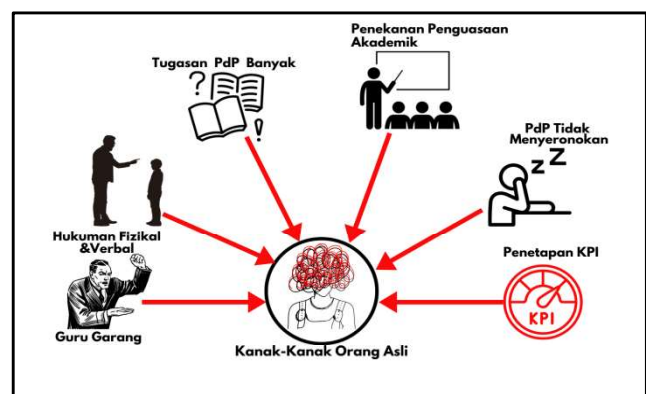 Penekanan Penguasaan
Akademik
Tugasan PdP Banyak
? !
PdP Tidak
Menyeronokan
Z Z
Hukuman Fizikal
&Verbal
Penetapan KPI
KPI
Guru Garang
Kanak-Kanak Orang Asli